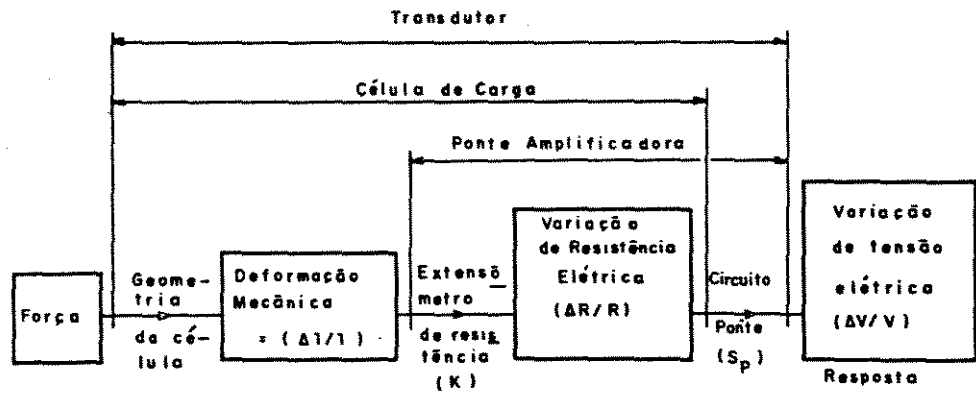 Transdutor
Célula de Carga
Ponte Amplificadora
Força
Geome-
tria
da cé-
lula
Deformação
Mecânica
= (Δl/l)
Extensô
metro
de resis
tência
(K)
Variação
de Resistência
Elétrica
(ΔR/R)
Circuito
Ponte
(Sp)
Variação
de tensão
elétrica
(ΔV/V)
Resposta